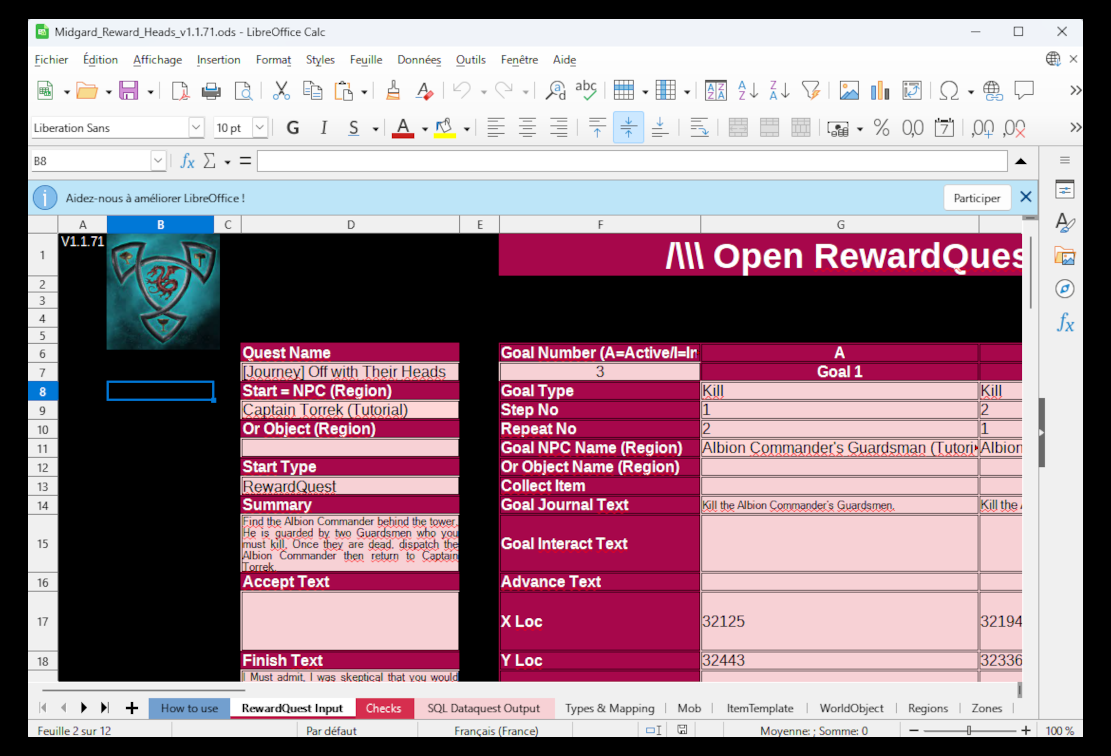 Midgard_Reward_Heads_v1.1.71.ods - LibreOffice Calc
Fichier Édition Affichage Insertion Format Styles Feuille Données Outils Fenêtre Aide
Liberation Sans 10 pt G I S A % 0,0 7 ,00 ,00
B8 fx Σ =
Aidez-nous à améliorer LibreOffice ! Participer
A B C D E F G
1 V1.1.71 /\\\ Open RewardQues
2
3
4
5
6 Quest Name Goal Number (A=Active/I=In A
7 [Journey] Off with Their Heads 3 Goal 1
8 Start = NPC (Region) Goal Type Kill Kill
9 Captain Torrek (Tutorial) Step No 1 2
10 Or Object (Region) Repeat No 2 1
11 Goal NPC Name (Region) Albion Commander's Guardsman (Tutori Albion
12 Start Type Or Object Name (Region)
13 RewardQuest Collect Item
14 Summary Goal Journal Text Kill the Albion Commander's Guardsmen. Kill the
15 Find the Albion Commander behind the tower.
He is guarded by two Guardsmen who you
must kill. Once they are dead, dispatch the
Albion Commander then return to Captain
Torrek.
Goal Interact Text
16 Accept Text Advance Text
17 X Loc 32125 32194
18 Finish Text Y Loc 32443 32336
I Must admit, I was skeptical that you would
How to use RewardQuest Input Checks SQL Dataquest Output Types & Mapping Mob ItemTemplate WorldObject Regions Zones
Feuille 2 sur 12 Par défaut Français (France) Moyenne: ; Somme: 0 100 %